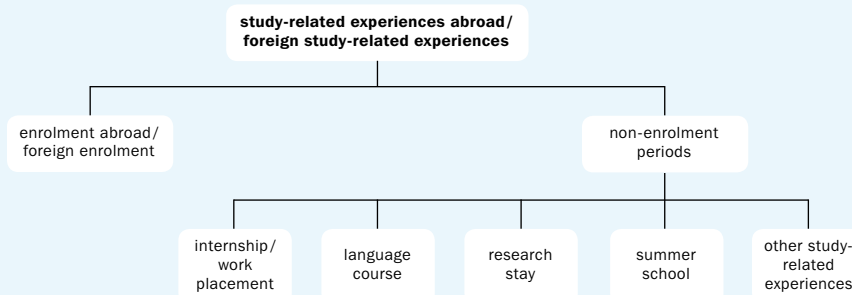 study-related experiences abroad/
foreign study-related experiences
enrolment abroad/
foreign enrolment
non-enrolment
periods
internship/
work
placement
language
course
research
stay
summer
school
other study-
related
experiences